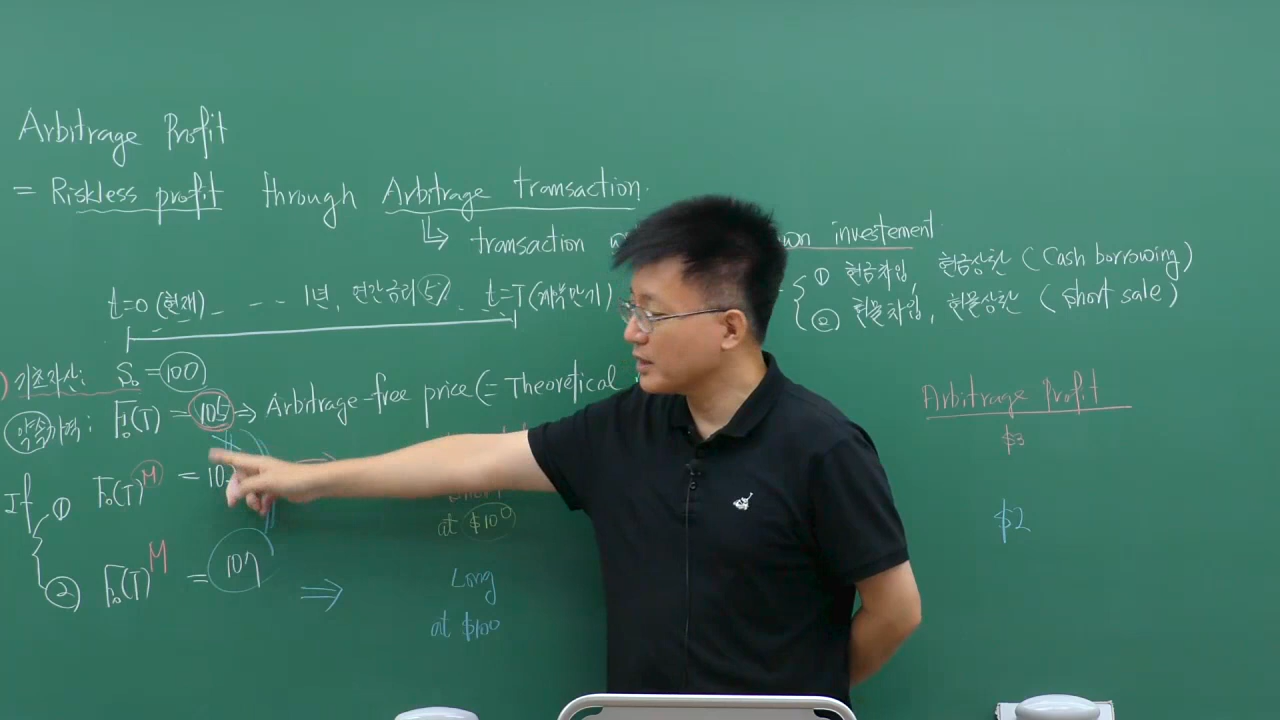 Arbitrage Profit
= Riskless profit through Arbitrage transaction.
↳ transaction own investement
t=0 (현재) - - 1년, 연간금리 5% t=T(계약만기)
① 현금차입, 현금상환 (Cash borrowing)
② 현물차입, 현물상환 (short sale)
기초자산: S₀ = 100
약속가격: F₀(T) = 105 ⇒ Arbitrage-free price (= Theoretical
Arbitrage Profit
If ① F₀(T)ᴹ =
at $100
$3
② F₀(T)ᴹ = 107 ⇒ Long
at $100
$2